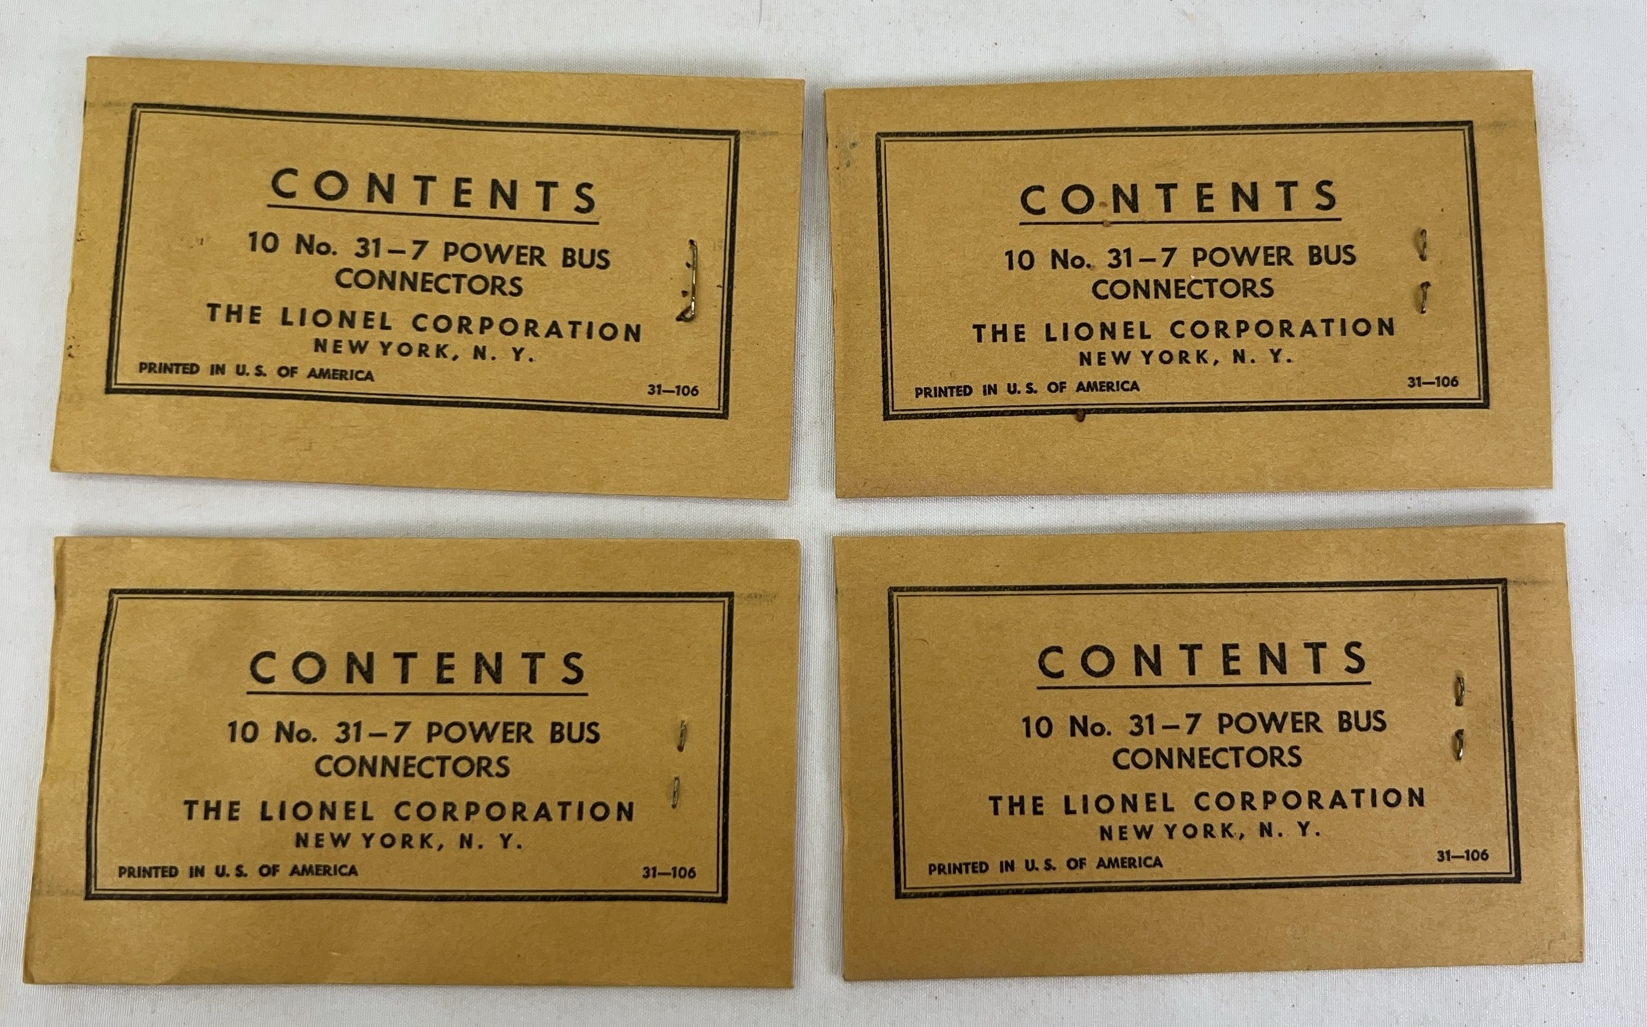 CONTENTS
10 No. 31–7 POWER BUS
CONNECTORS
THE LIONEL CORPORATION
NEW YORK, N. Y.
PRINTED IN U. S. OF AMERICA
31—106
CONTENTS
10 No. 31–7 POWER BUS
CONNECTORS
THE LIONEL CORPORATION
NEW YORK, N. Y.
PRINTED IN U. S. OF AMERICA
31—106
CONTENTS
10 No. 31–7 POWER BUS
CONNECTORS
THE LIONEL CORPORATION
NEW YORK, N. Y.
PRINTED IN U. S. OF AMERICA
31—106
CONTENTS
10 No. 31–7 POWER BUS
CONNECTORS
THE LIONEL CORPORATION
NEW YORK, N. Y.
PRINTED IN U. S. OF AMERICA
31—106